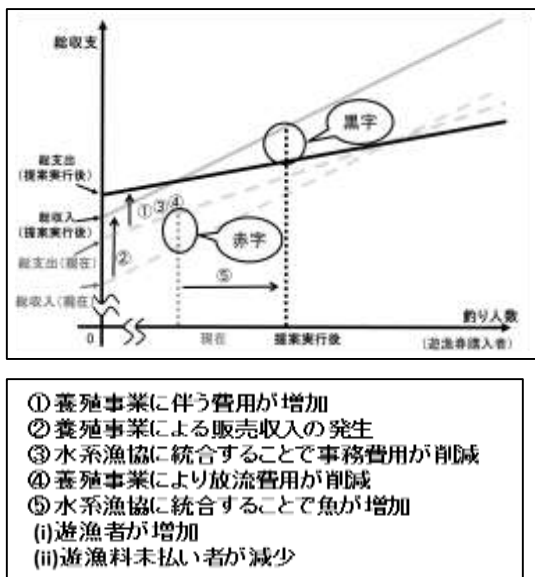 総収支
黒字
総支出
(提案実行後)
①③④
総収入
(提案実行後)
赤字
総支出(現在)
②
⑤
総収入(現在)
釣り人数
0
現在
提案実行後
(遊漁券購入者)
①養殖事業に伴う費用が増加
②養殖事業による販売収入の発生
③水系漁協に統合することで事務費用が削減
④養殖事業により放流費用が削減
⑤水系漁協に統合することで魚が増加
(i)遊漁者が増加
(ii)遊漁料未払い者が減少